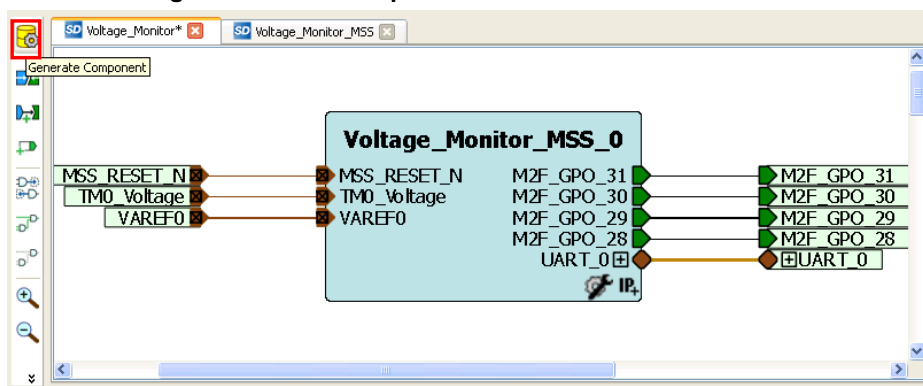 SD Voltage_Monitor* SD Voltage_Monitor_MSS
Generate Component
Voltage_Monitor_MSS_0
MSS_RESET_N MSS_RESET_N M2F_GPO_31 M2F_GPO_31
TM0_Voltage TM0_Voltage M2F_GPO_30 M2F_GPO_30
VAREF0 VAREF0 M2F_GPO_29 M2F_GPO_29
M2F_GPO_28 M2F_GPO_28
UART_0 UART_0
IP